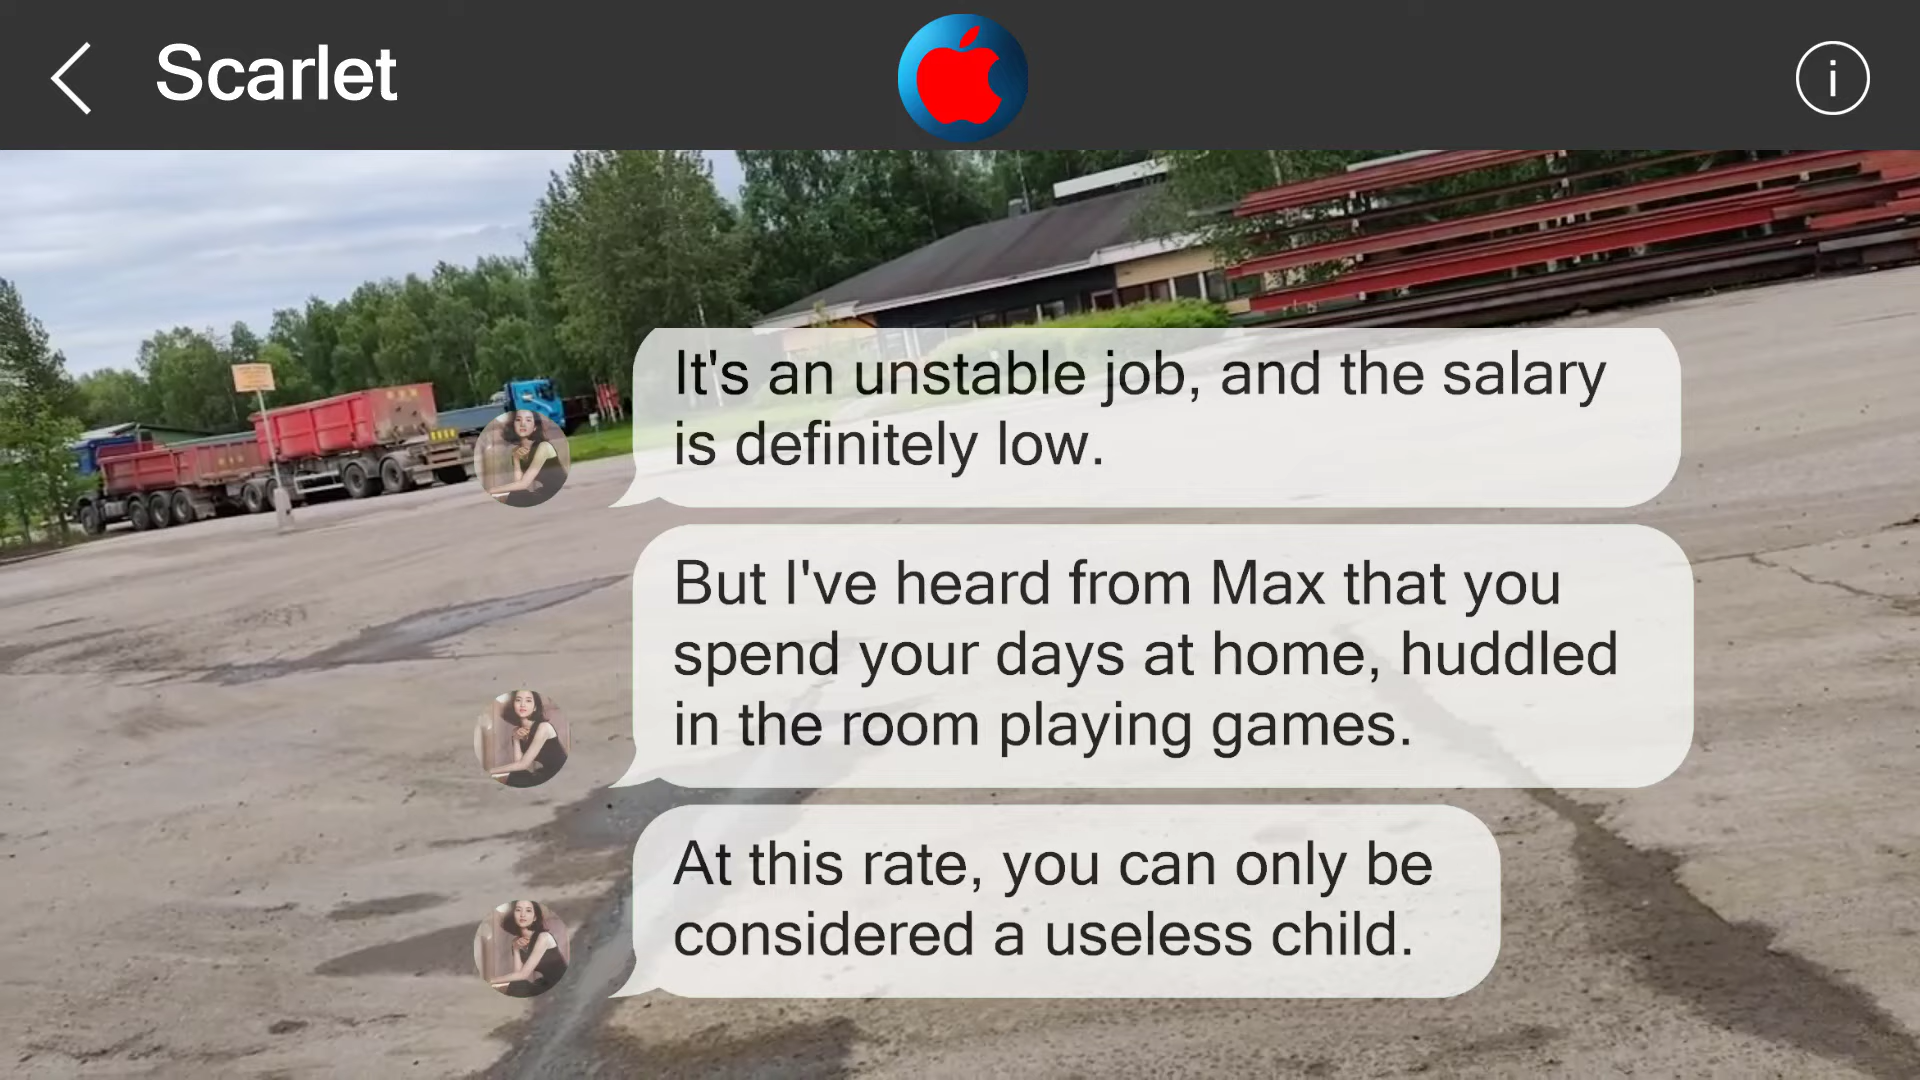 Scarlet
i
It's an unstable job, and the salary
is definitely low.
But I've heard from Max that you
spend your days at home, huddled
in the room playing games.
At this rate, you can only be
considered a useless child.